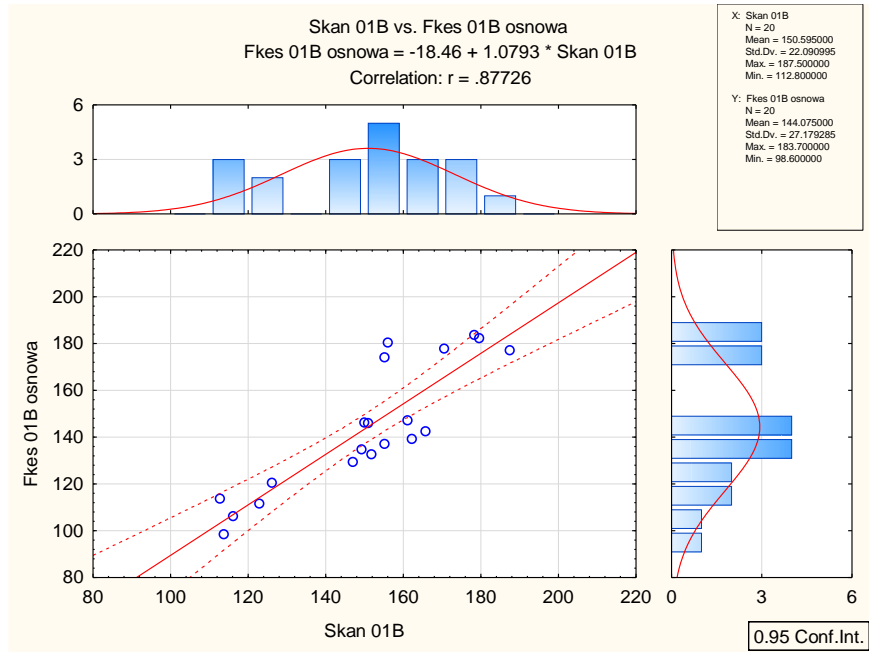 Skan 01B vs. Fkes 01B osnowa
Fkes 01B osnowa = -18.46 + 1.0793 * Skan 01B
Correlation: r = .87726
X: Skan 01B
N = 20
Mean = 150.595000
Std.Dv. = 22.090995
Max. = 187.500000
Min. = 112.800000
Y: Fkes 01B osnowa
N = 20
Mean = 144.075000
Std.Dv. = 27.179285
Max. = 183.700000
Min. = 98.600000
6
3
0
220
200
180
160
140
120
100
80
Fkes 01B osnowa
80 100 120 140 160 180 200 220
Skan 01B
0 3 6
0.95 Conf.Int.